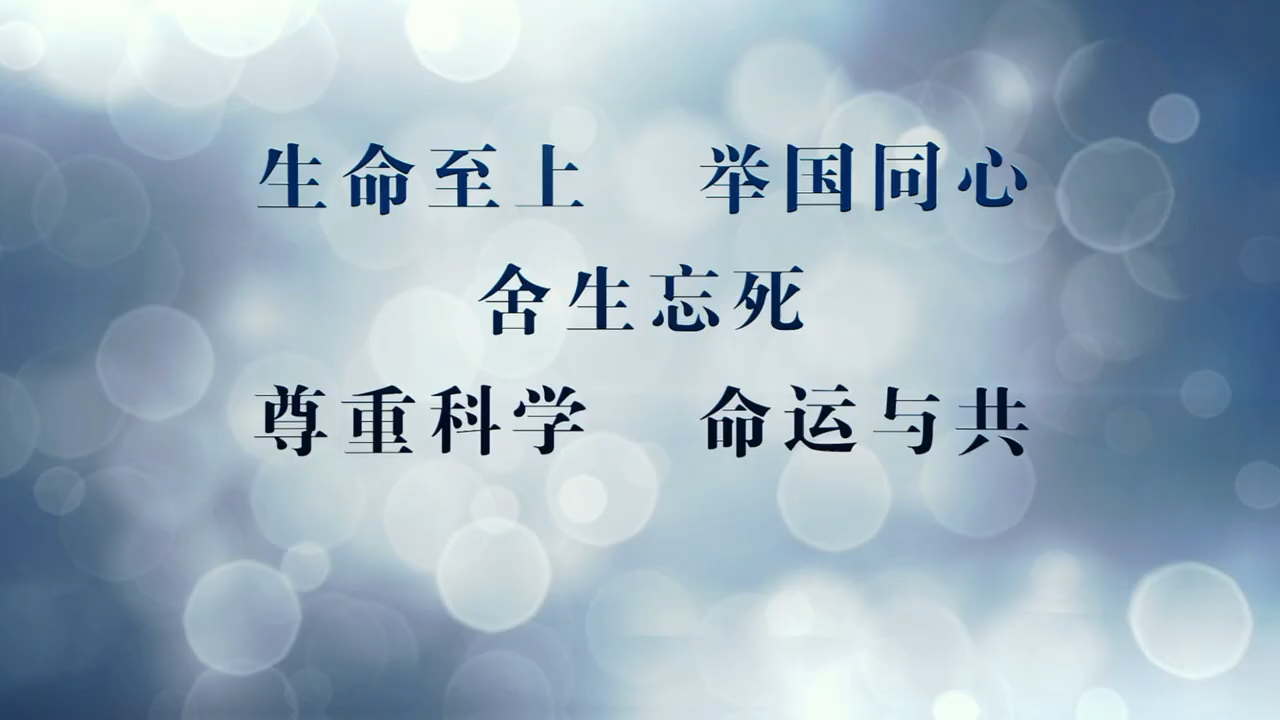 生命至上 举国同心
舍生忘死
尊重科学 命运与共